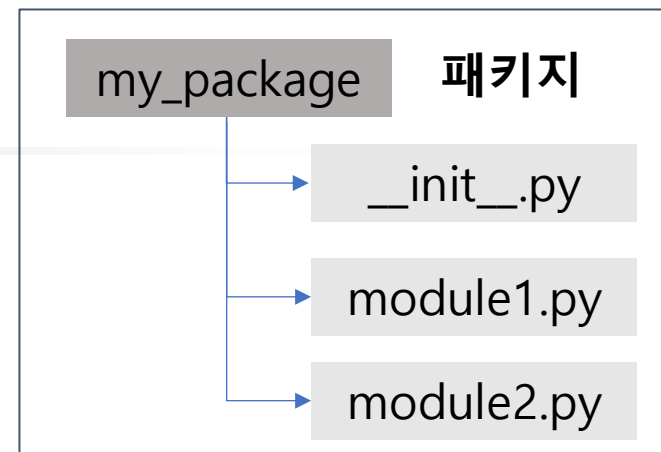 my_package 패키지
__init__.py
module1.py
module2.py